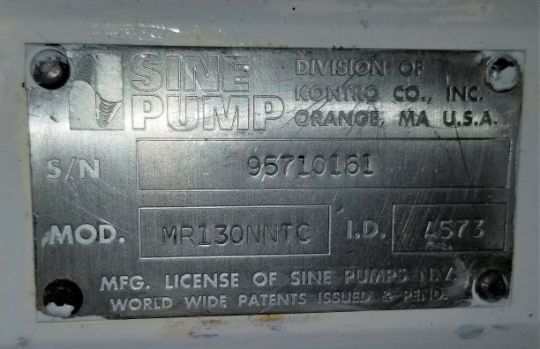 SINE PUMP
DIVISION OF
KONTRO CO., INC.
ORANGE, MA U.S.A.
S/N 95710161
MOD. MR130NNTC I.D. 4573
MFG. LICENSE OF SINE PUMPS N.V.
WORLD WIDE PATENTS ISSUED & PEND.